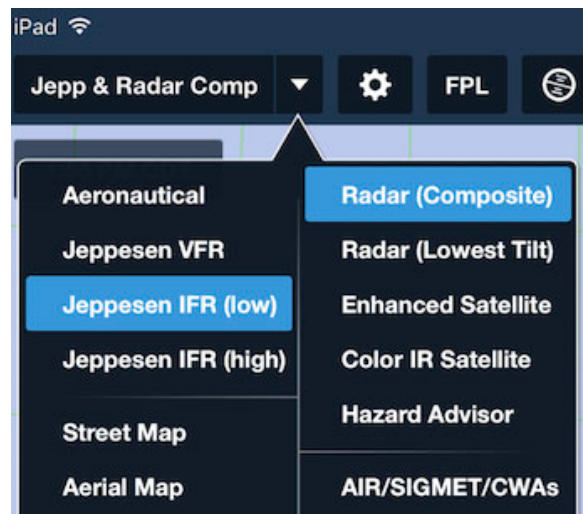 iPad
Jepp & Radar Comp
FPL
Aeronautical
Jeppesen VFR
Jeppesen IFR (low)
Jeppesen IFR (high)
Street Map
Aerial Map
Radar (Composite)
Radar (Lowest Tilt)
Enhanced Satellite
Color IR Satellite
Hazard Advisor
AIR/SIGMET/CWAs